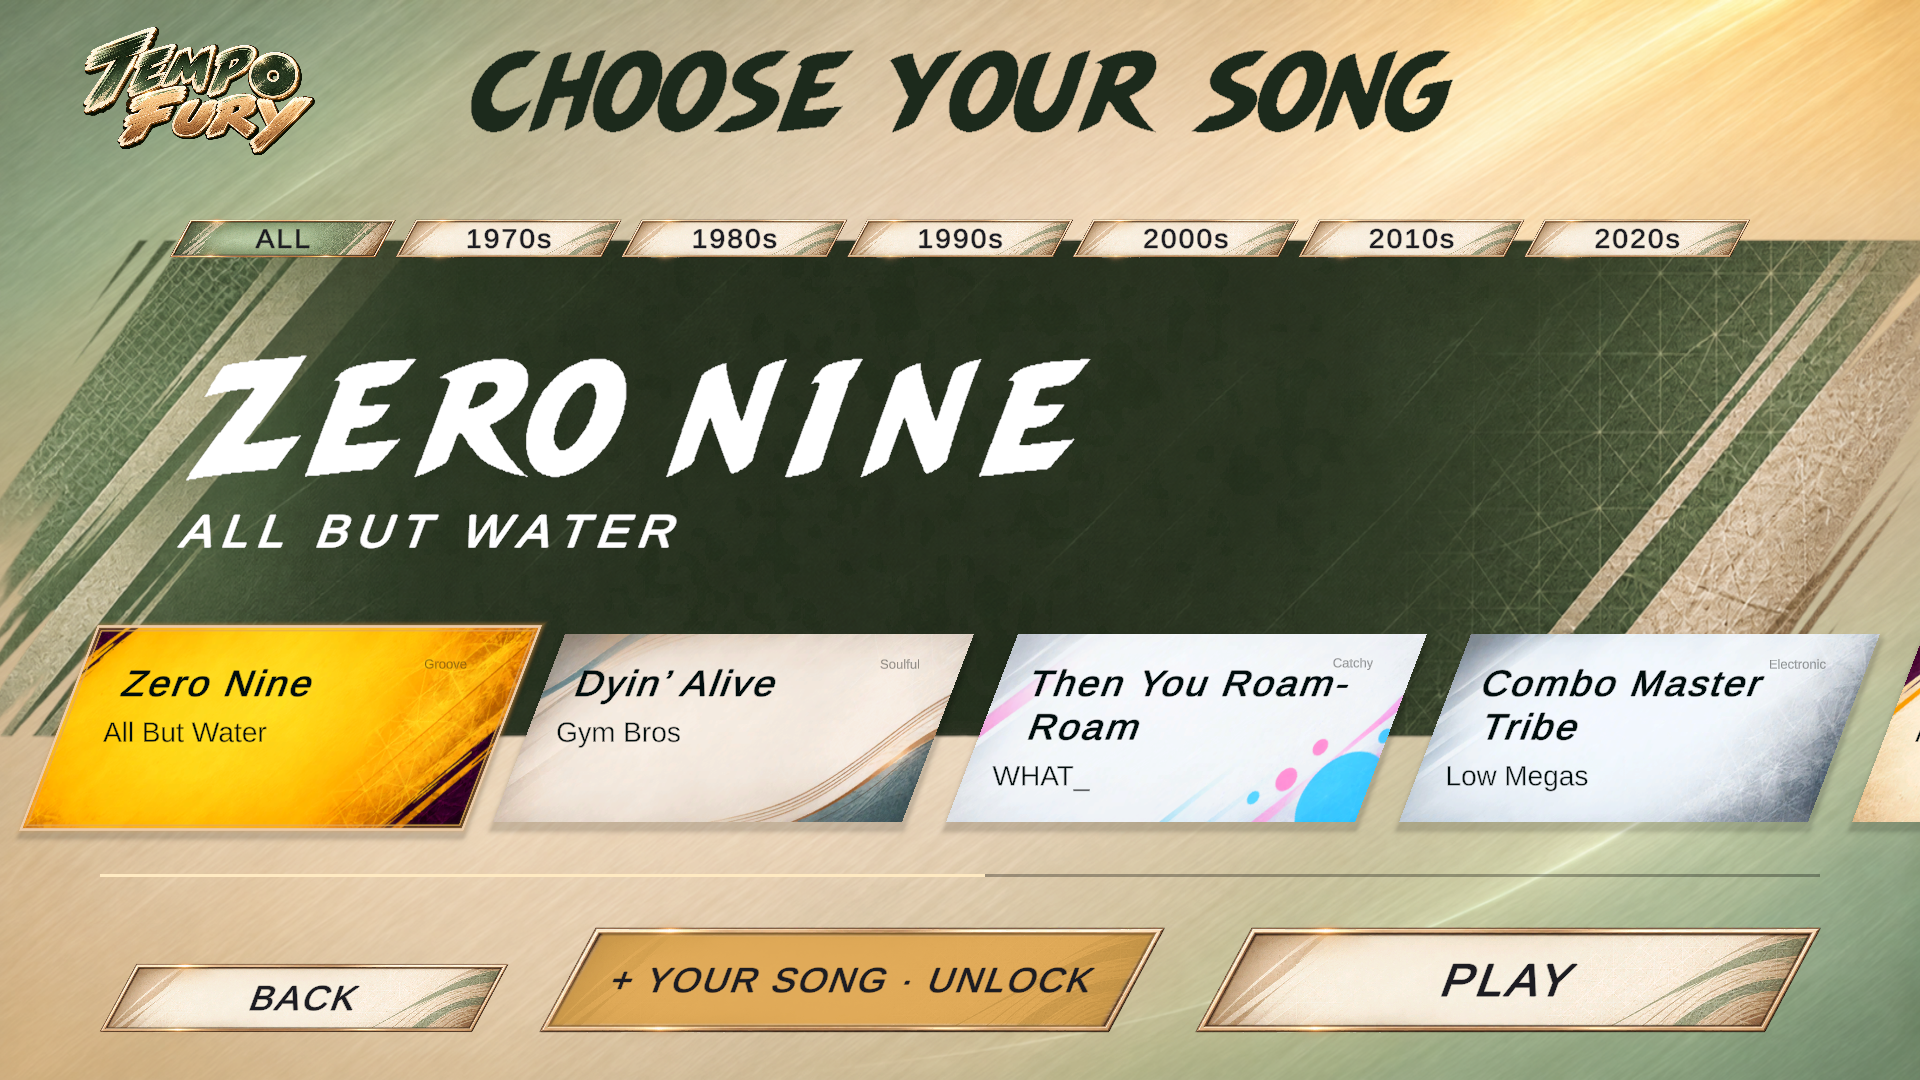 TEMPO
FURY
CHOOSE YOUR SONG
ALL
1970s
1980s
1990s
2000s
2010s
2020s
ZERO NINE
ALL BUT WATER
Groove
Zero Nine
All But Water
Soulful
Dyin’ Alive
Gym Bros
Catchy
Then You Roam-
Roam
WHAT_
Electronic
Combo Master
Tribe
Low Megas
BACK
+ YOUR SONG · UNLOCK
PLAY